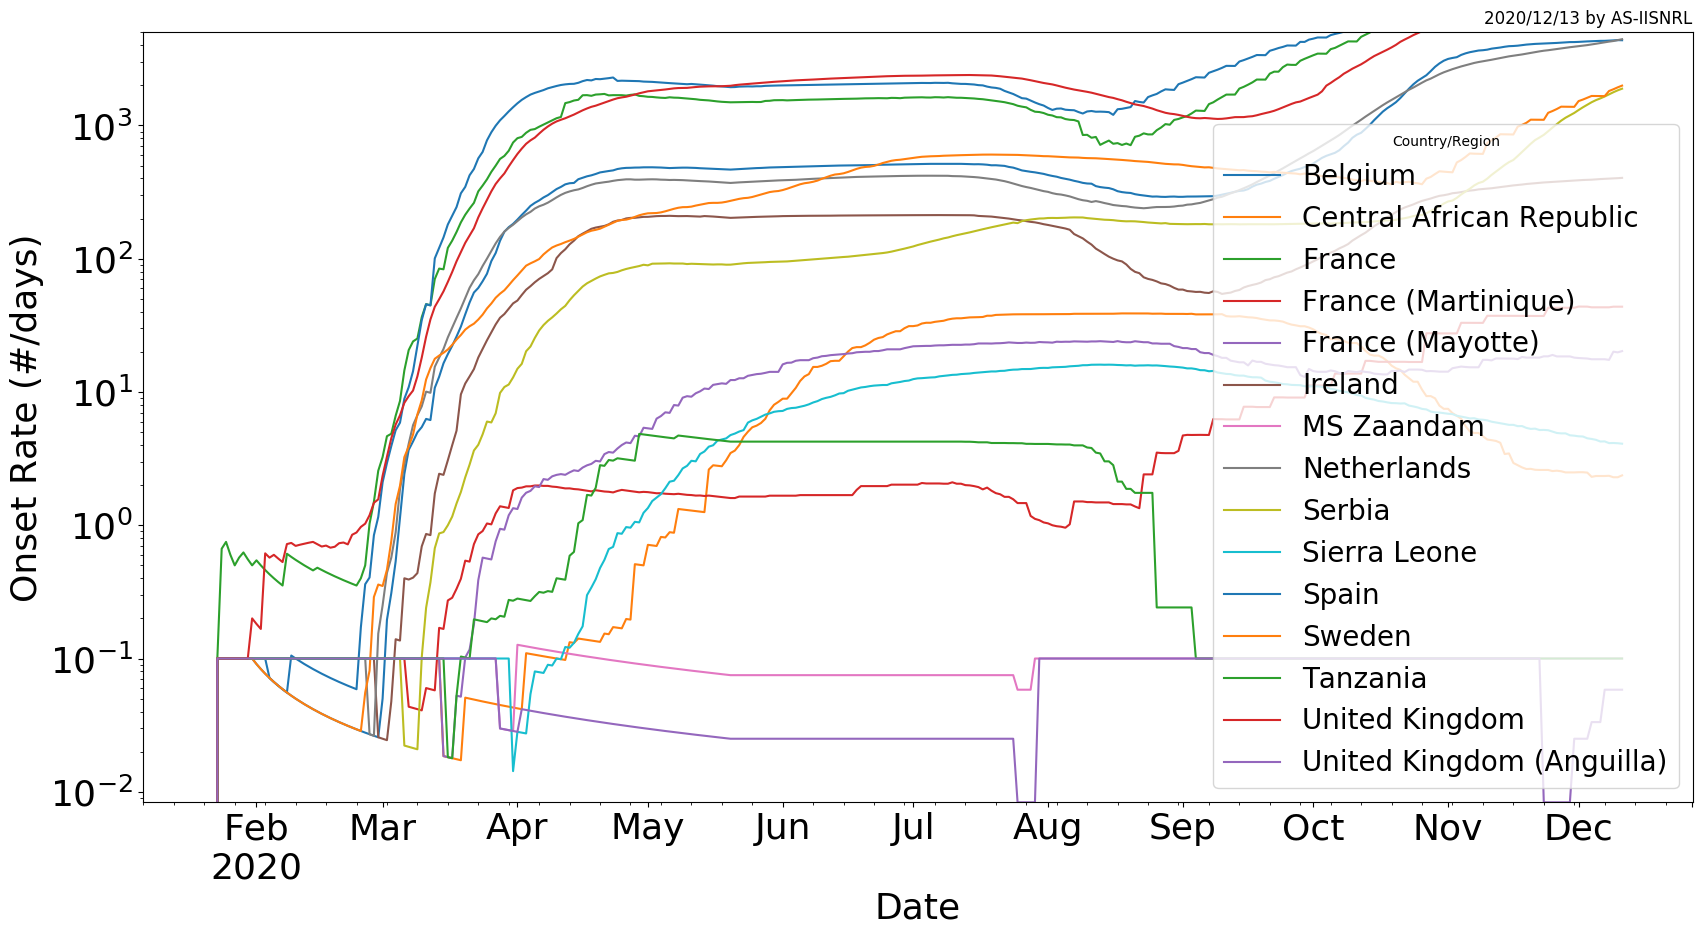 2020/12/13 by AS-IISNRL
Onset Rate (#/days)
10^3
10^2
10^1
10^0
10^-1
10^-2
Country/Region
Belgium
Central African Republic
France
France (Martinique)
France (Mayotte)
Ireland
MS Zaandam
Netherlands
Serbia
Sierra Leone
Spain
Sweden
Tanzania
United Kingdom
United Kingdom (Anguilla)
Feb Mar Apr May Jun Jul Aug Sep Oct Nov Dec
2020
Date